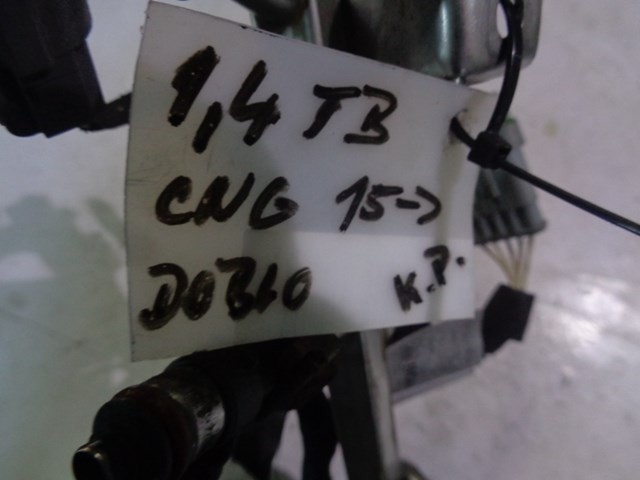 1,4 TB
CNG 15->
DOBLO K.P.